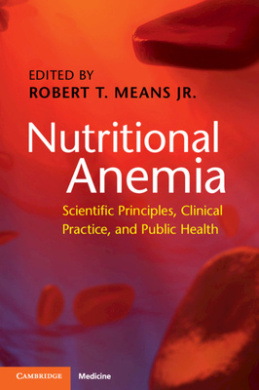 EDITED BY
ROBERT T. MEANS JR.
Nutritional
Anemia
Scientific Principles, Clinical
Practice, and Public Health
CAMBRIDGE Medicine